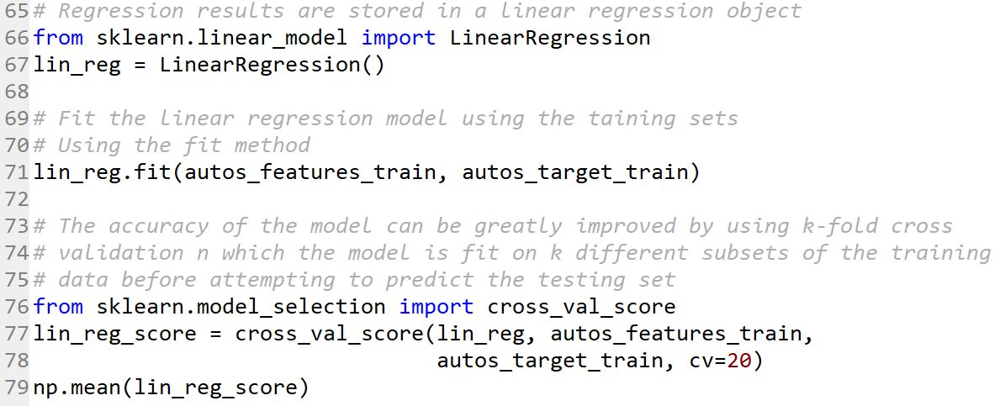 65 # Regression results are stored in a linear regression object
66 from sklearn.linear_model import LinearRegression
67 lin_reg = LinearRegression()
68
69 # Fit the linear regression model using the taining sets
70 # Using the fit method
71 lin_reg.fit(autos_features_train, autos_target_train)
72
73 # The accuracy of the model can be greatly improved by using k-fold cross
74 # validation n which the model is fit on k different subsets of the training
75 # data before attempting to predict the testing set
76 from sklearn.model_selection import cross_val_score
77 lin_reg_score = cross_val_score(lin_reg, autos_features_train,
78                                 autos_target_train, cv=20)
79 np.mean(lin_reg_score)